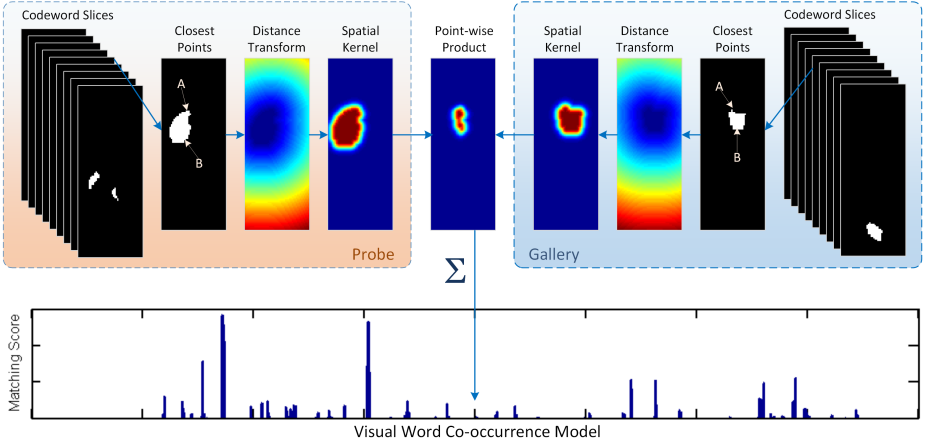 Codeword Slices
Closest Points
Distance Transform
Spatial Kernel
Point-wise Product
Spatial Kernel
Distance Transform
Closest Points
Codeword Slices
A
B
A
B
Probe
Gallery
Σ
Matching Score
Visual Word Co-occurrence Model